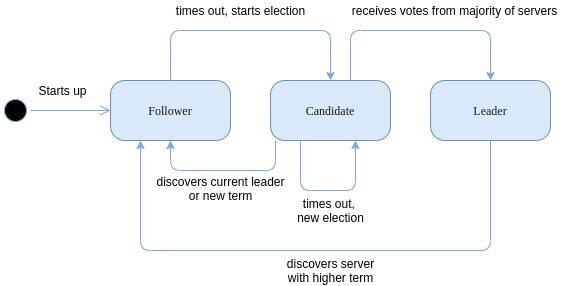 times out, starts election
receives votes from majority of servers
Starts up
Follower
Candidate
Leader
discovers current leader
or new term
times out,
new election
discovers server
with higher term